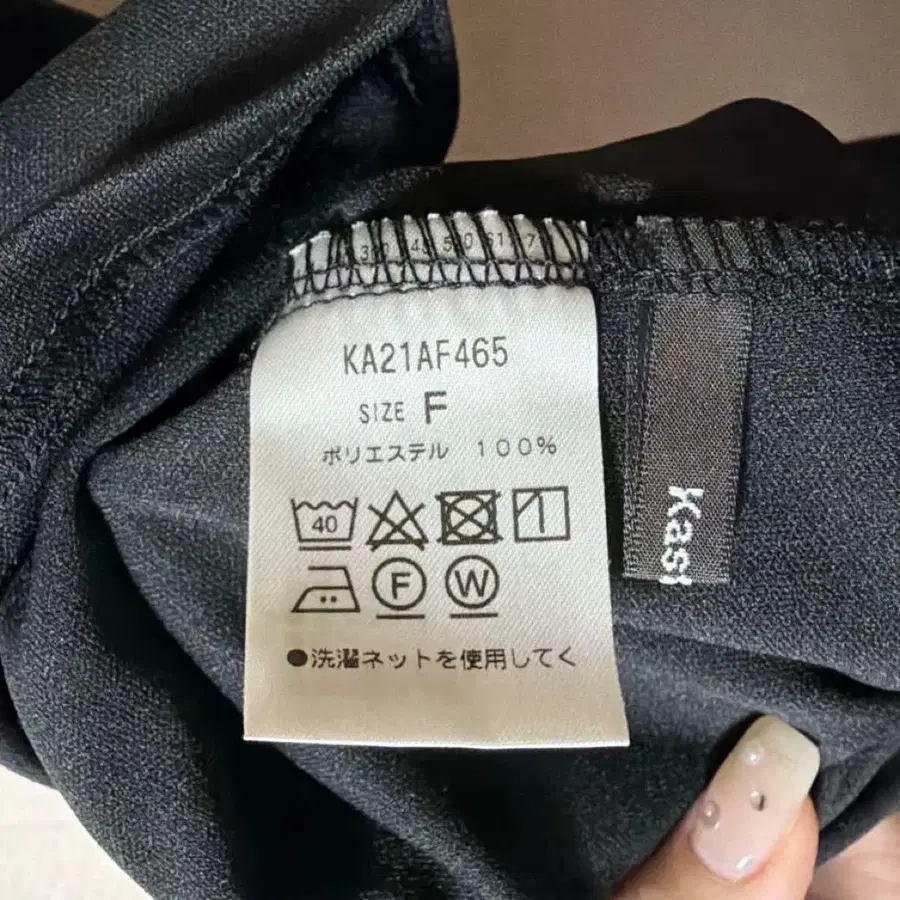 KA21AF465
SIZE F
ポリエステル 100%
40
F W
●洗濯ネットを使用してく
Kas